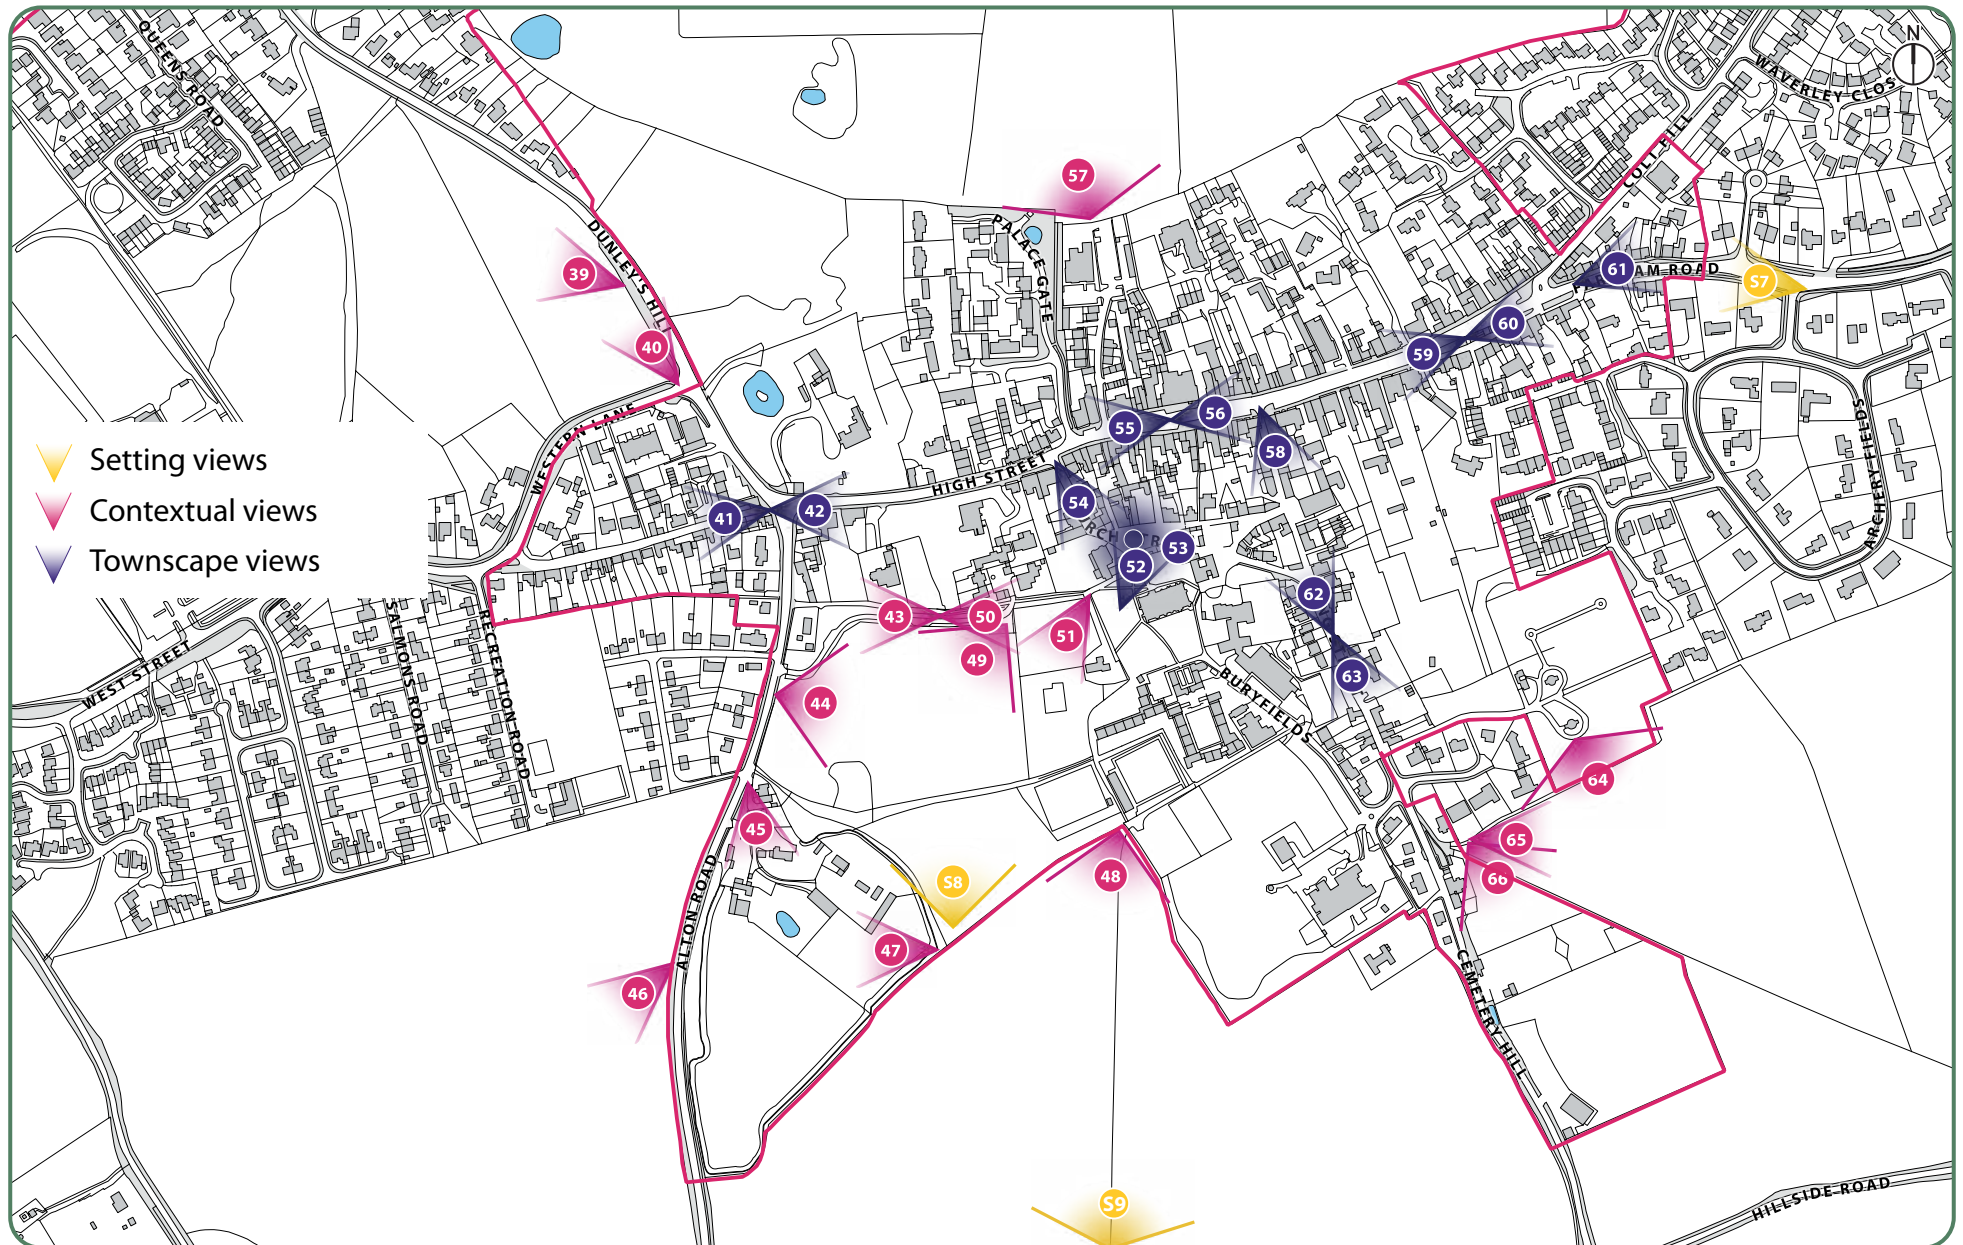 QUEENS ROAD
N
WAVERLEY CLOS
COLT HILL
57
PALACE GATE
DUNLEY'S HILL
39
61
AM ROAD
S7
40
60
59
WESTERN LANE
56
55
58
ARCHERY FIELDS
Setting views
Contextual views
Townscape views
HIGH STREET
54
41
42
53
52
62
43
50
51
49
SALMONS ROAD
RECREATION ROAD
WEST STREET
44
BURYFIELDS
63
64
45
65
66
48
S8
ALTON ROAD
47
46
CEMETERY HILL
S9
HILLSIDE ROAD